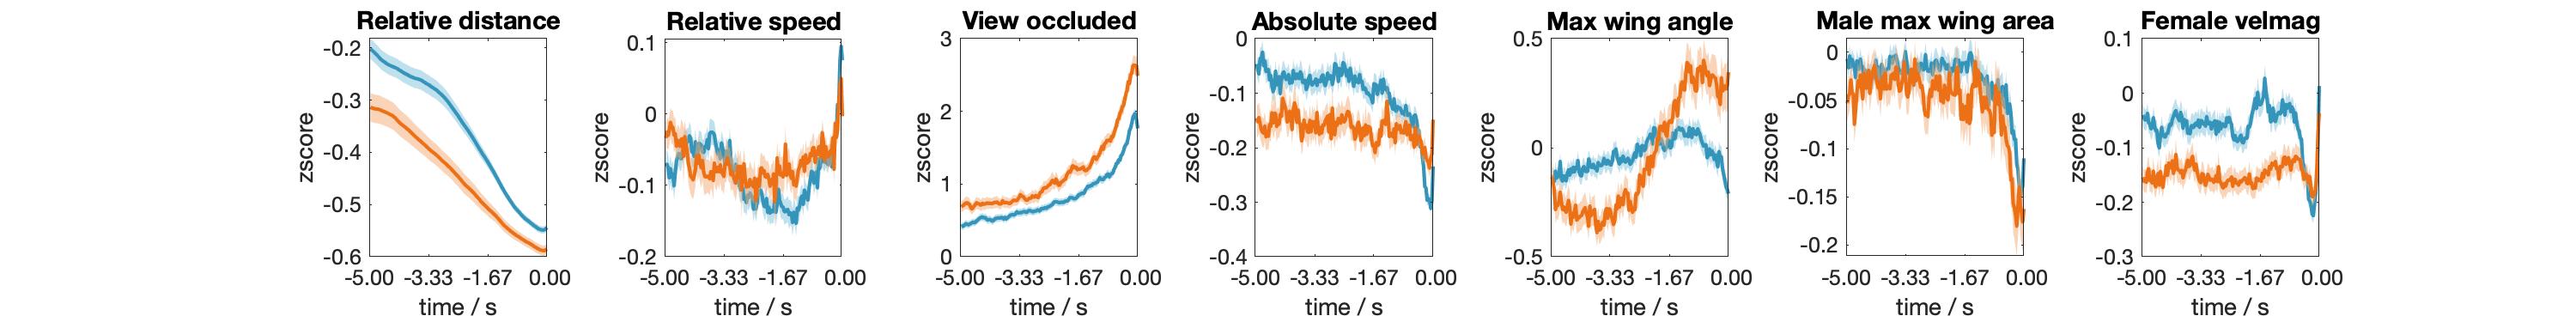 Relative distance
-0.2
-0.3
-0.4
-0.5
-0.6
zscore
-5.00 -3.33 -1.67 0.00
time / s
Relative speed
0.1
0
-0.1
-0.2
zscore
-5.00 -3.33 -1.67 0.00
time / s
View occluded
3
2
1
0
zscore
-5.00 -3.33 -1.67 0.00
time / s
Absolute speed
0
-0.1
-0.2
-0.3
-0.4
zscore
-5.00 -3.33 -1.67 0.00
time / s
Max wing angle
0.5
0
-0.5
zscore
-5.00 -3.33 -1.67 0.00
time / s
Male max wing area
0
-0.05
-0.1
-0.15
-0.2
zscore
-5.00 -3.33 -1.67 0.00
time / s
Female velmag
0.1
0
-0.1
-0.2
-0.3
zscore
-5.00 -3.33 -1.67 0.00
time / s